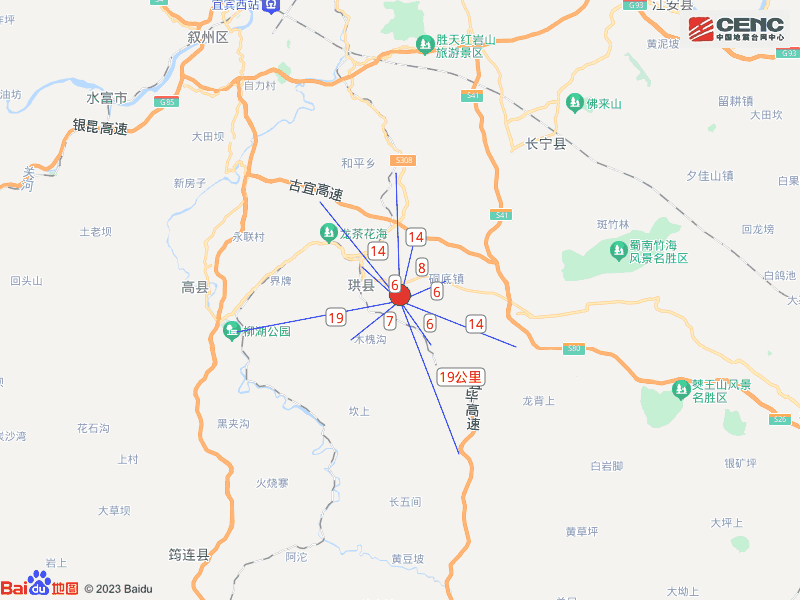 宜宾西站
G93
江安县
CENC
中国地震台网中心
叙州区
胜天红岩山
旅游景区
黄泥坡
G93
自力村
水富市
G85
S41
佛来山
留耕镇
大田坎
银昆高速
大田坝
长宁县
和平乡
S308
夕佳山镇
新房子
古宜高速
白果
S41
斑竹林
土老坝
永联村
龙茶花海
14
14
回龙塘
蜀南竹海
风景名胜区
8
回头山
界牌
珙县
6
6
白鸽池
高县
19
7
6
14
柳湖公园
木槐沟
S80
19公里
僰王山风景
名胜区
高速
龙背上
坎上
S26
黑夹沟
花石沟
炭沙湾
上村
白岩脚
银矿坪
火烧寨
大草坝
长五间
大坪上
黄草坪
筠连县
阿沱
黄豆坡
岩上
大坳上
Baidu地图
© 2023 Baidu